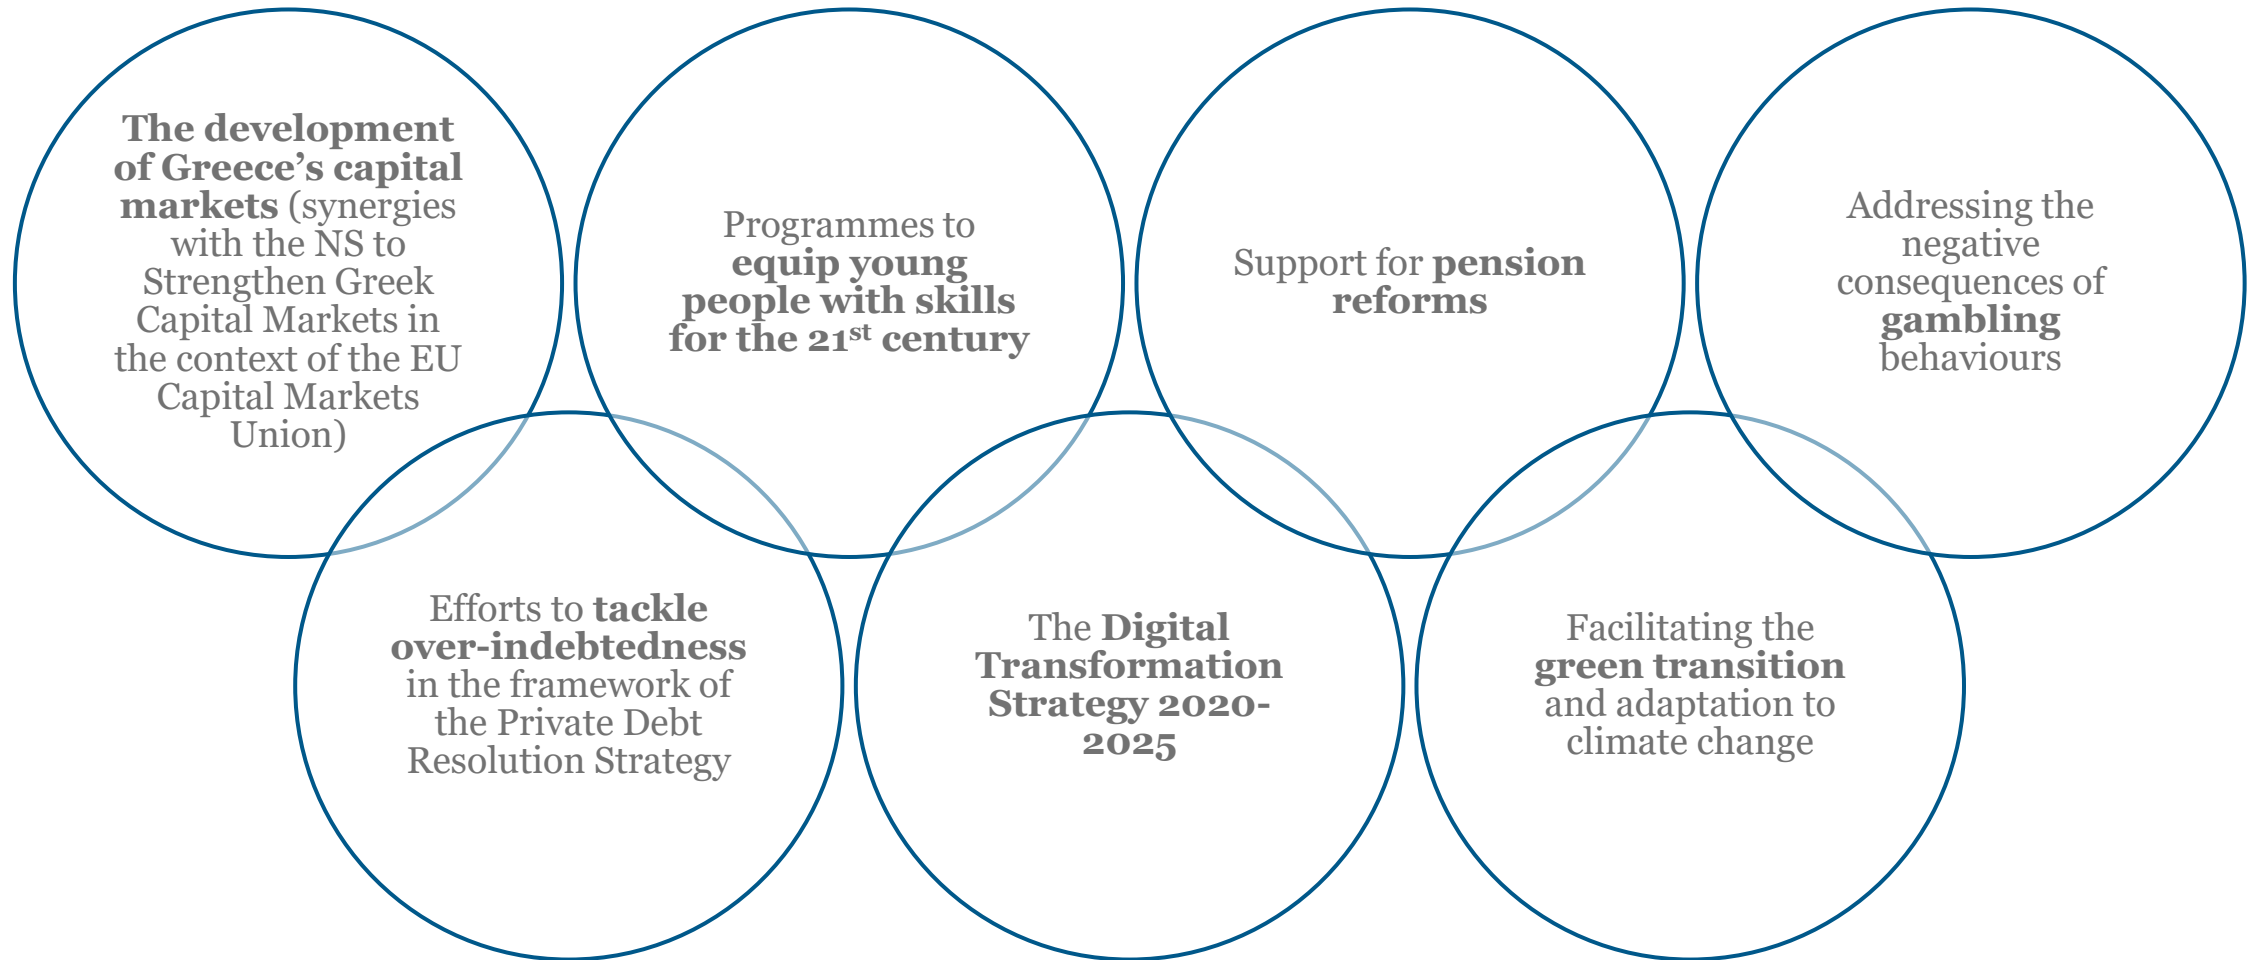 The development
of Greece’s capital
markets (synergies
with the NS to
Strengthen Greek
Capital Markets in
the context of the EU
Capital Markets
Union)
Efforts to tackle
over-indebtedness
in the framework of
the Private Debt
Resolution Strategy
Programmes to
equip young
people with skills
for the 21st century
The Digital
Transformation
Strategy 2020-
2025
Support for pension
reforms
Facilitating the
green transition
and adaptation to
climate change
Addressing the
negative
consequences of
gambling
behaviours